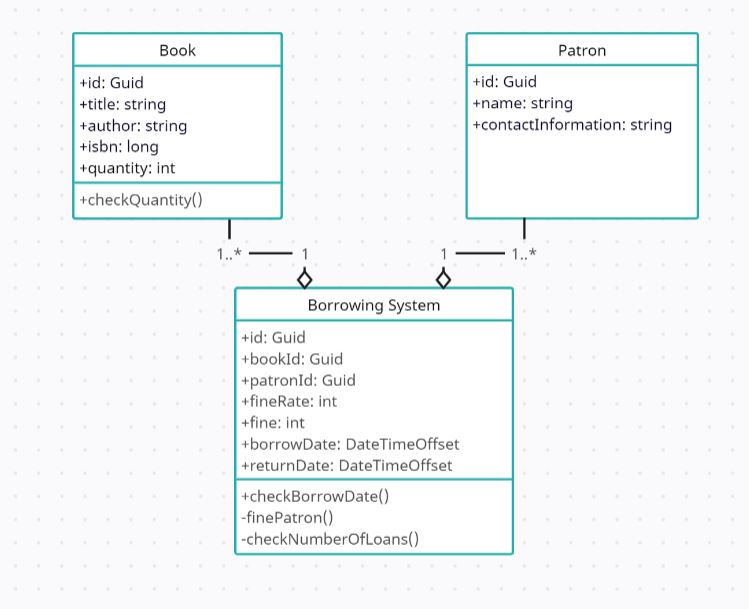 Book
+id: Guid
+title: string
+author: string
+isbn: long
+quantity: int
+checkQuantity()
Patron
+id: Guid
+name: string
+contactInformation: string
1..*
1
1
1..*
Borrowing System
+id: Guid
+bookId: Guid
+patronId: Guid
+fineRate: int
+fine: int
+borrowDate: DateTimeOffset
+returnDate: DateTimeOffset
+checkBorrowDate()
-finePatron()
-checkNumberOfLoans()